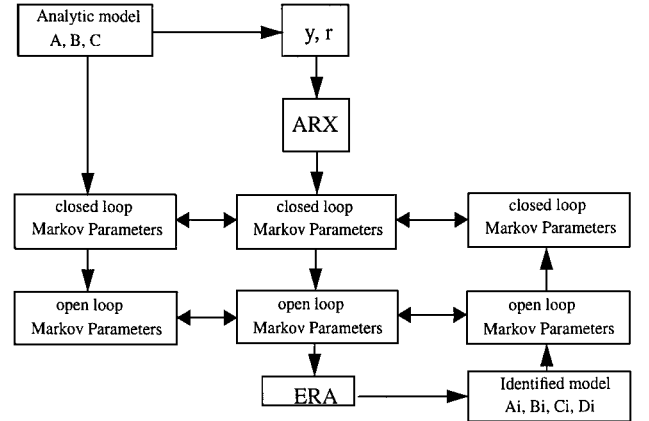 Analytic model
A, B, C
y, r
ARX
closed loop
Markov Parameters
closed loop
Markov Parameters
closed loop
Markov Parameters
open loop
Markov Parameters
open loop
Markov Parameters
open loop
Markov Parameters
ERA
Identified model
Ai, Bi, Ci, Di